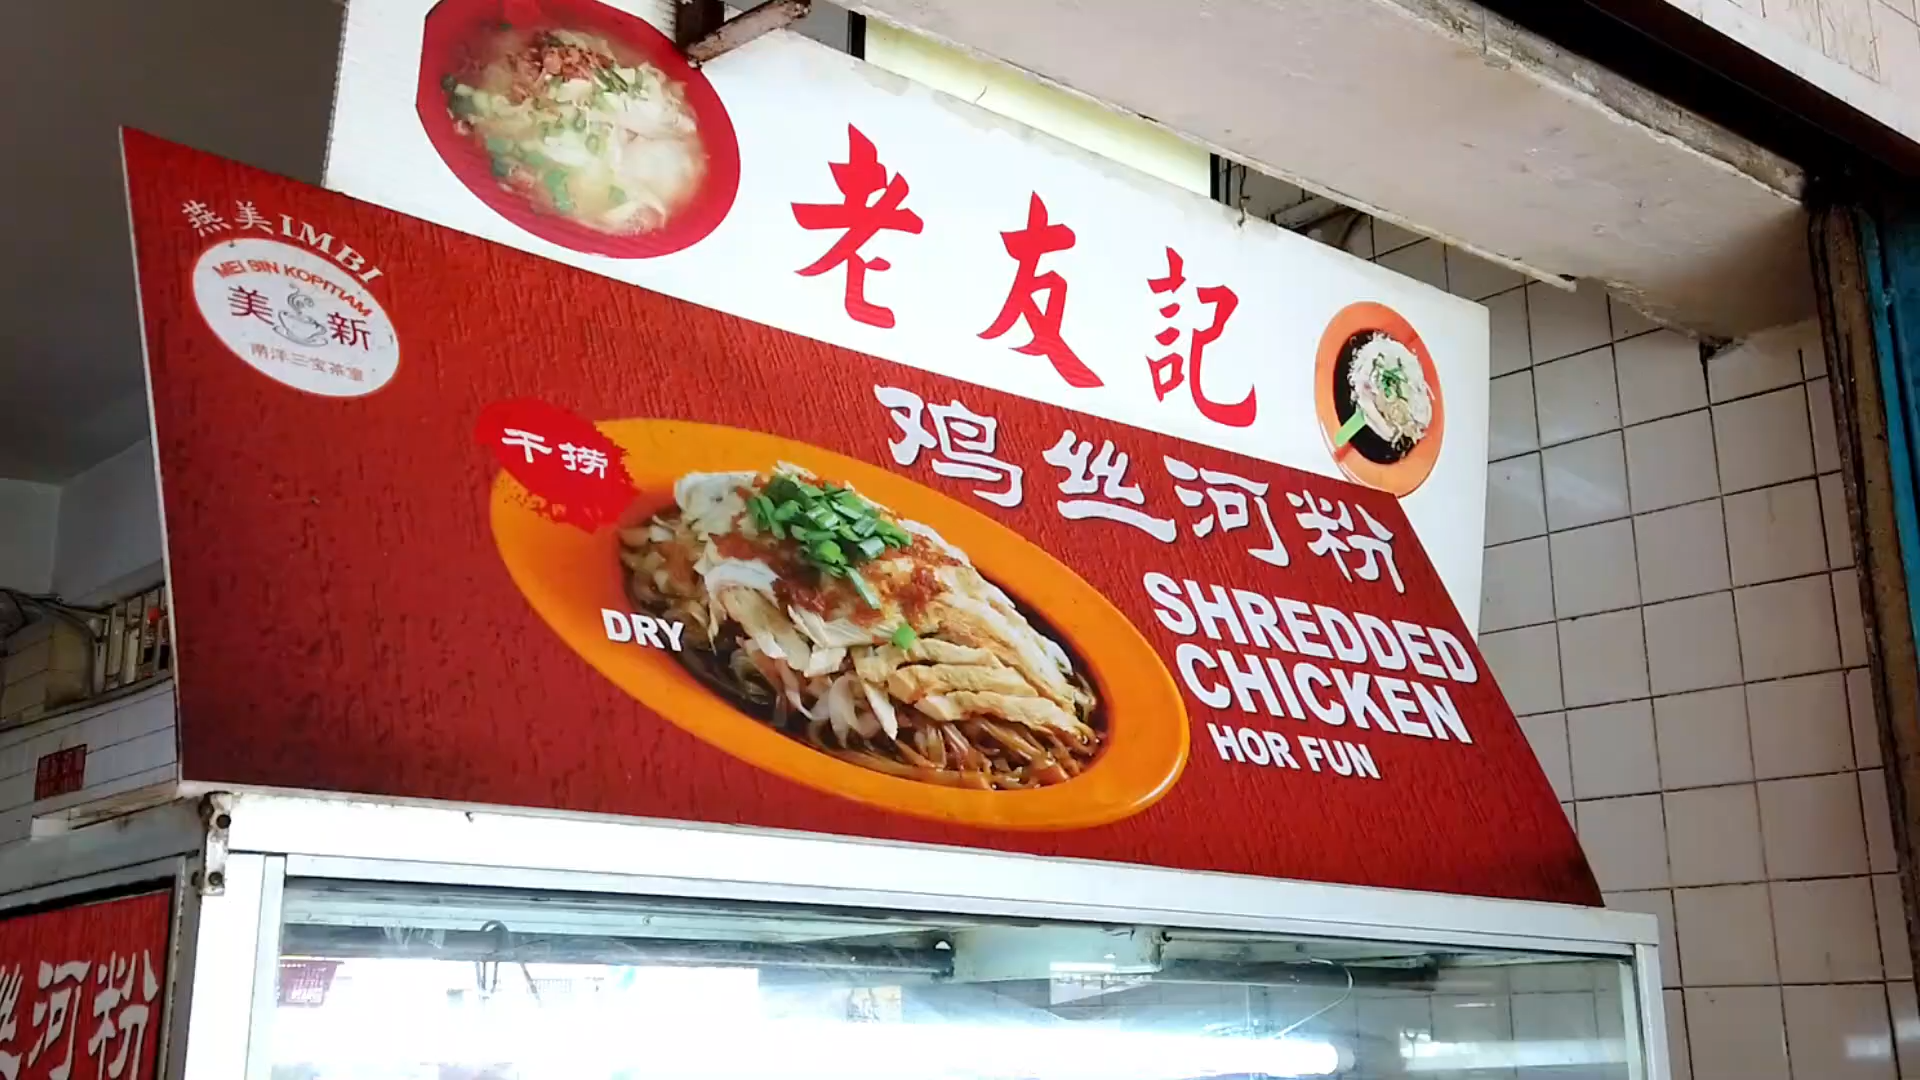 老友記
燕美IMBI
MEI SIN KOPITIAM
美新
南洋三宝茶室
鸡丝河粉
干捞
DRY
SHREDDED
CHICKEN
HOR FUN
丝河粉